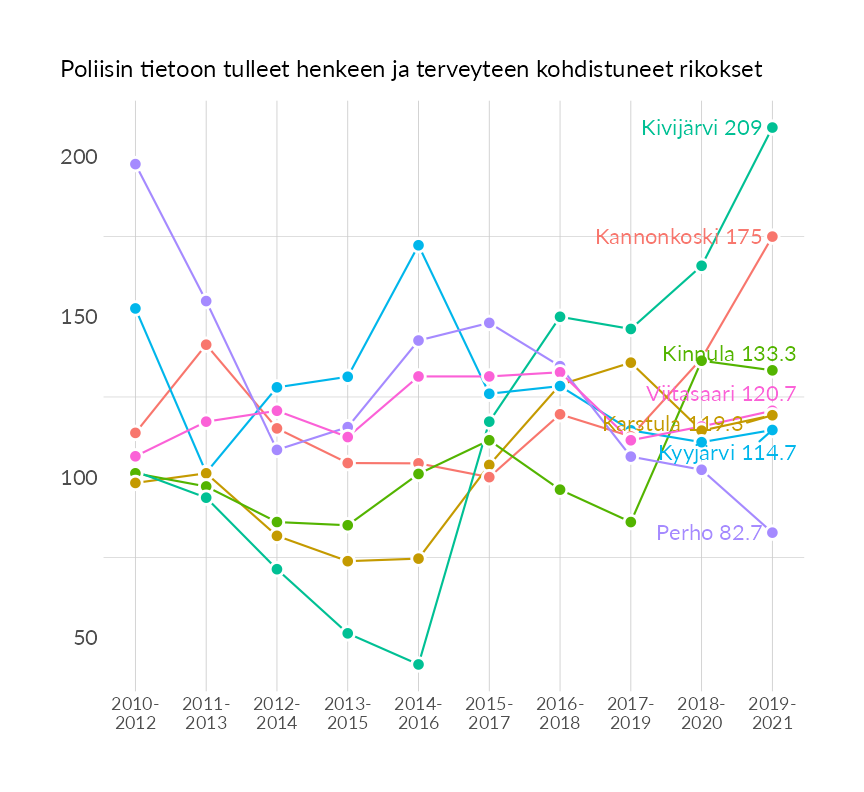 Poliisin tietoon tulleet henkeen ja terveyteen kohdistuneet rikokset
Kivijärvi 209
200
Kannonkoski 175
150
Kinnula 133.3
Viitasaari 120.7
Karstula 119.3
Kyyjärvi 114.7
100
Perho 82.7
50
2010- 2011- 2012- 2013- 2014- 2015- 2016- 2017- 2018- 2019-
2012 2013 2014 2015 2016 2017 2018 2019 2020 2021